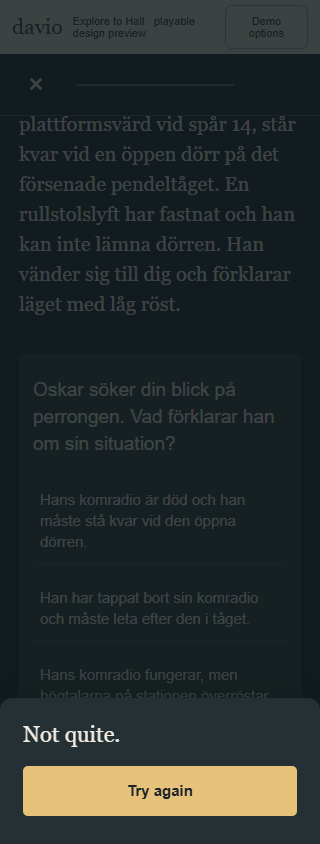 davio
Explore to Hall · playable
design preview
Demo
options
×
plattformsvärd vid spår 14, står
kvar vid en öppen dörr på det
försenade pendeltåget. En
rullstolslyft har fastnat och han
kan inte lämna dörren. Han
vänder sig till dig och förklarar
läget med låg röst.
Oskar söker din blick på
perrongen. Vad förklarar han
om sin situation?
Hans komradio är död och han
måste stå kvar vid den öppna
dörren.
Han har tappat bort sin komradio
och måste leta efter den i tåget.
Hans komradio fungerar, men
högtalarna på stationen överröstar
Not quite.
Try again